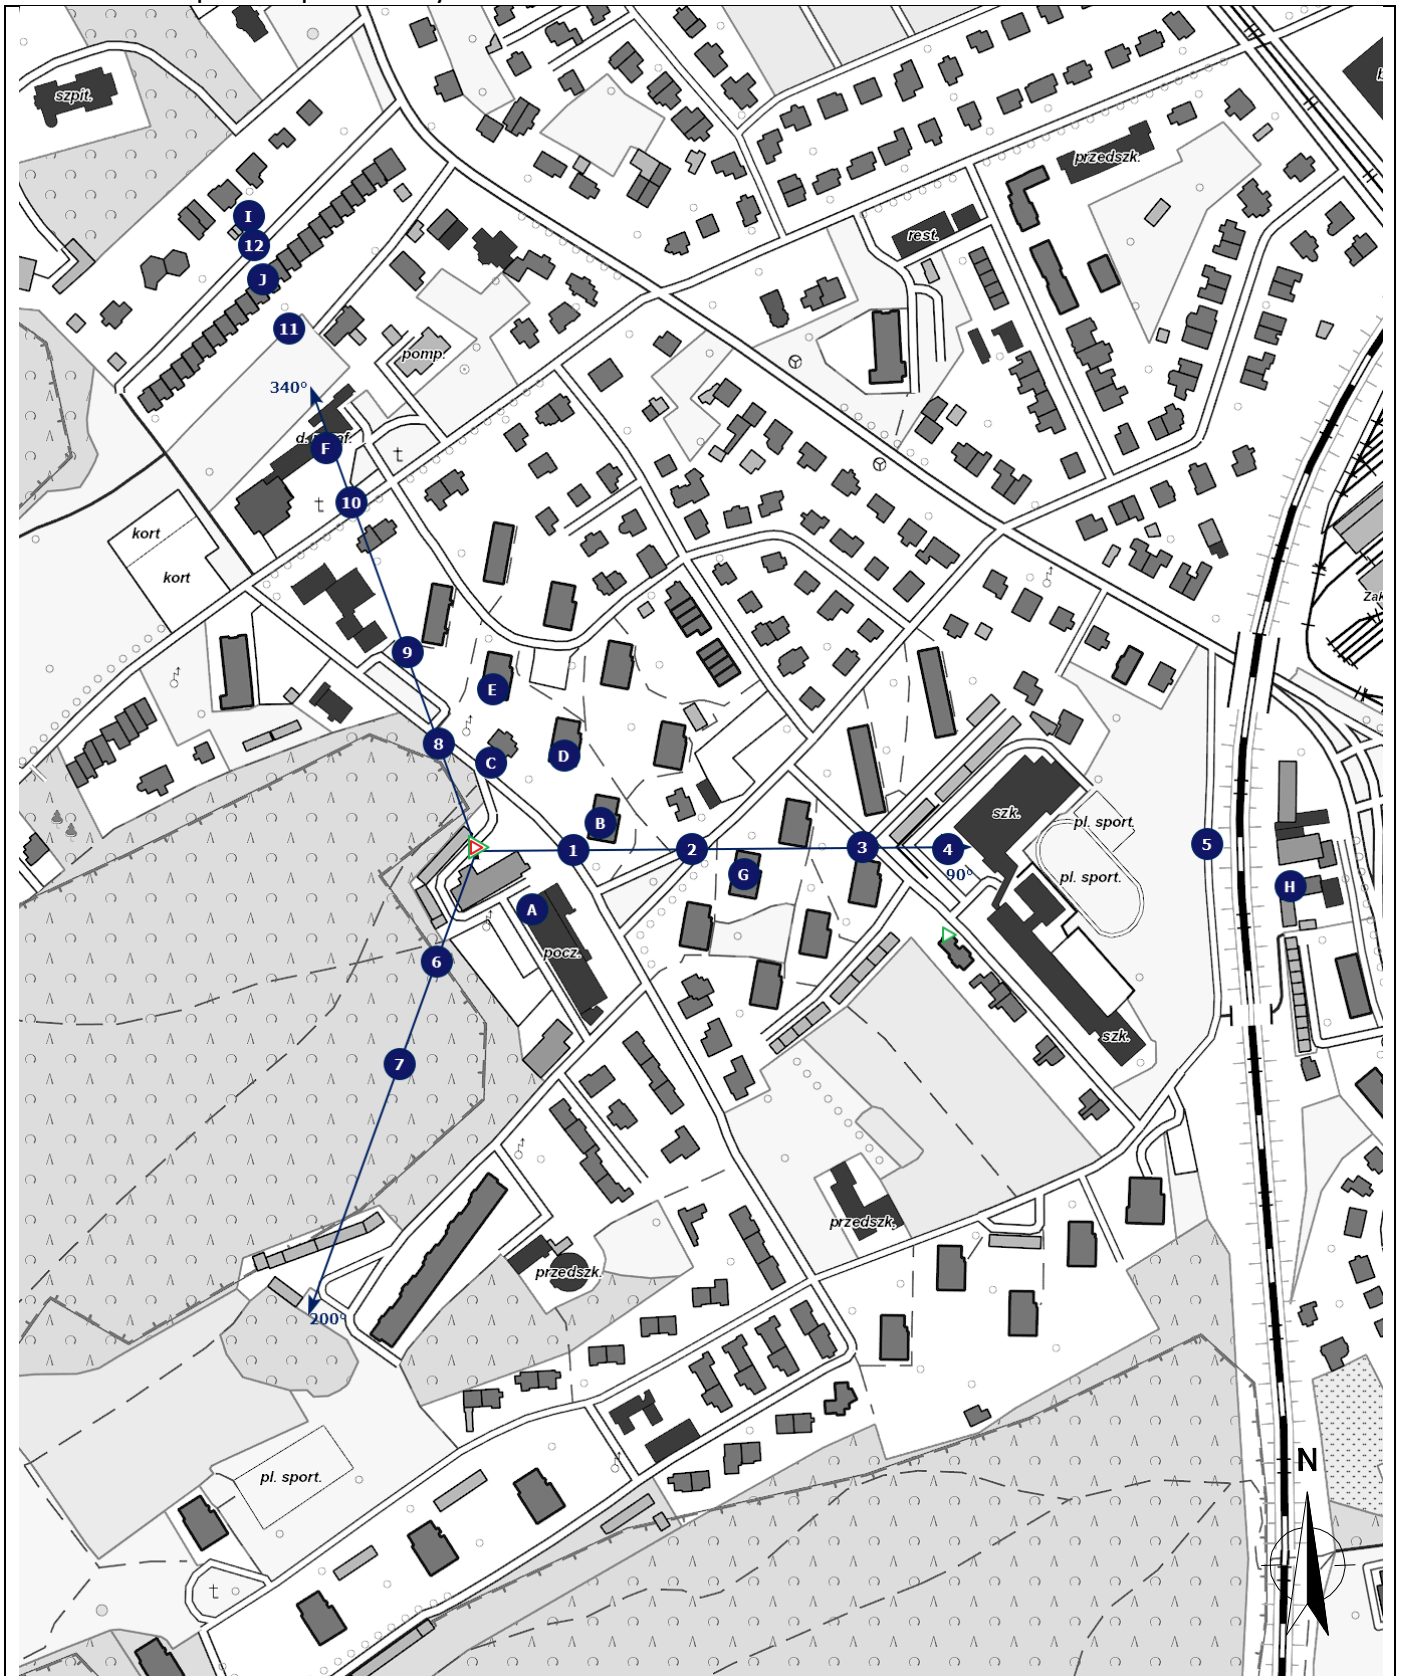 szpit.
przedszk.
I
rest.
12
J
11
pomp.
340°
d. 
F
t
10
t
kort
kort
Zak
9
E
8
C
D
szk.
pl. sport.
B
1
2
3
4
5
90°
pl. sport.
G
H
A
pocz.
6
szk.
7
przedszk.
przedszk.
200°
N
pl. sport.
t